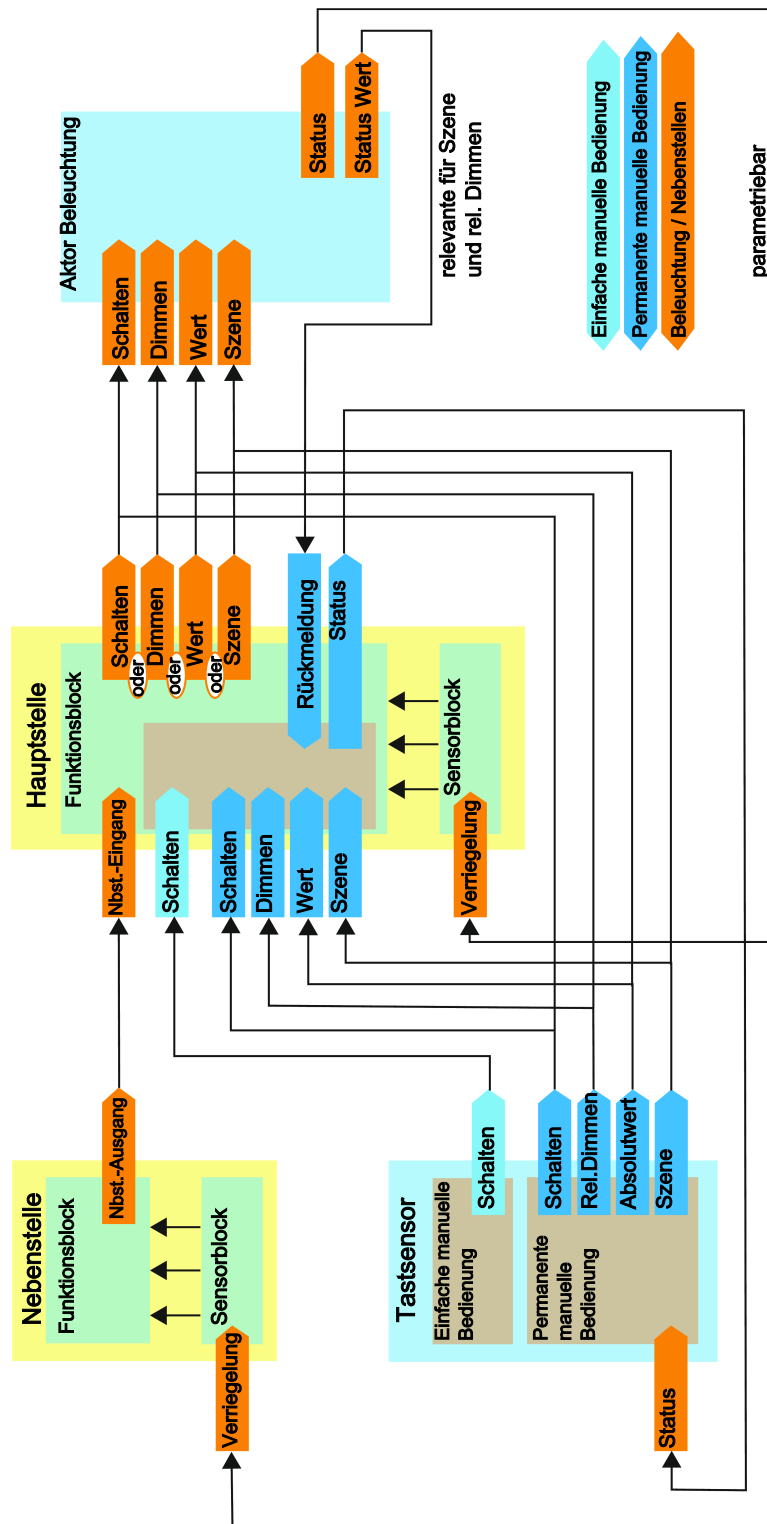 Nebenstelle
Funktionsblock
Nbst.-Ausgang
Sensorblock
Verriegelung
Hauptstelle
Funktionsblock
Nbst.-Eingang
Schalten
Schalten
Dimmen
Wert
Szene
Schalten
oder
Dimmen
oder
Wert
oder
Szene
Rückmeldung
Status
Sensorblock
Verriegelung
Aktor Beleuchtung
Schalten
Dimmen
Wert
Szene
Status
Status Wert
relevante für Szene
und rel. Dimmen
Tastsensor
Einfache manuelle
Bedienung
Schalten
Permanente
manuelle
Bedienung
Schalten
Rel.Dimmen
Absolutwert
Szene
Status
Einfache manuelle Bedienung
Permanente manuelle Bedienung
Beleuchtung / Nebenstellen
parametriebar